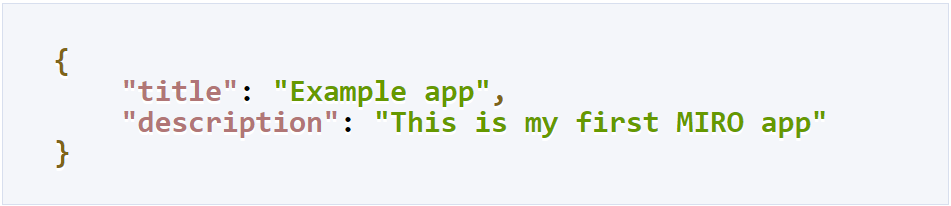 {
    "title": "Example app",
    "description": "This is my first MIRO app"
}